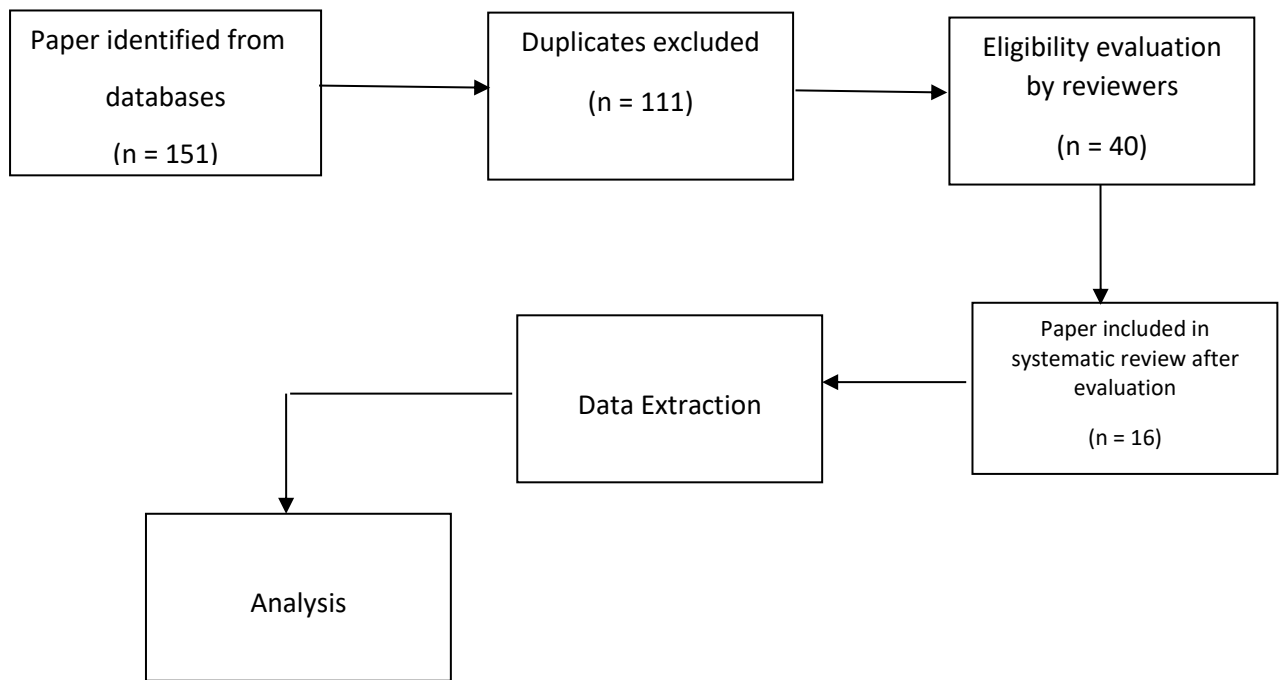 Paper identified from
databases
(n = 151)
Duplicates excluded
(n = 111)
Eligibility evaluation
by reviewers
(n = 40)
Paper included in
systematic review after
evaluation
(n = 16)
Data Extraction
Analysis